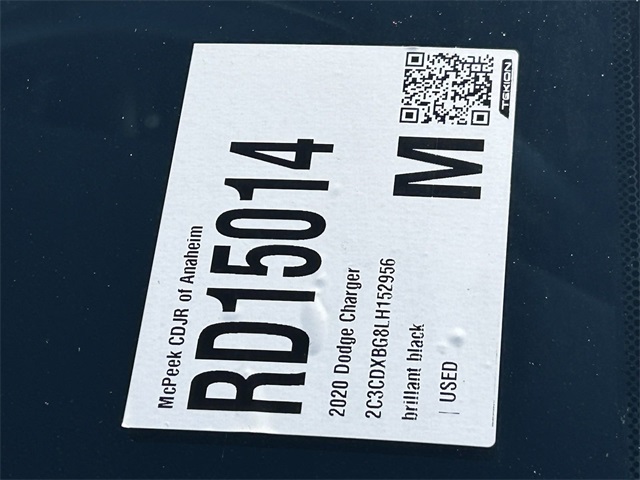 McPeek CDJR of Anaheim
RD15014
2020 Dodge Charger
2C3CDXBG8LH152956
brillant black
| USED
M
TEKION